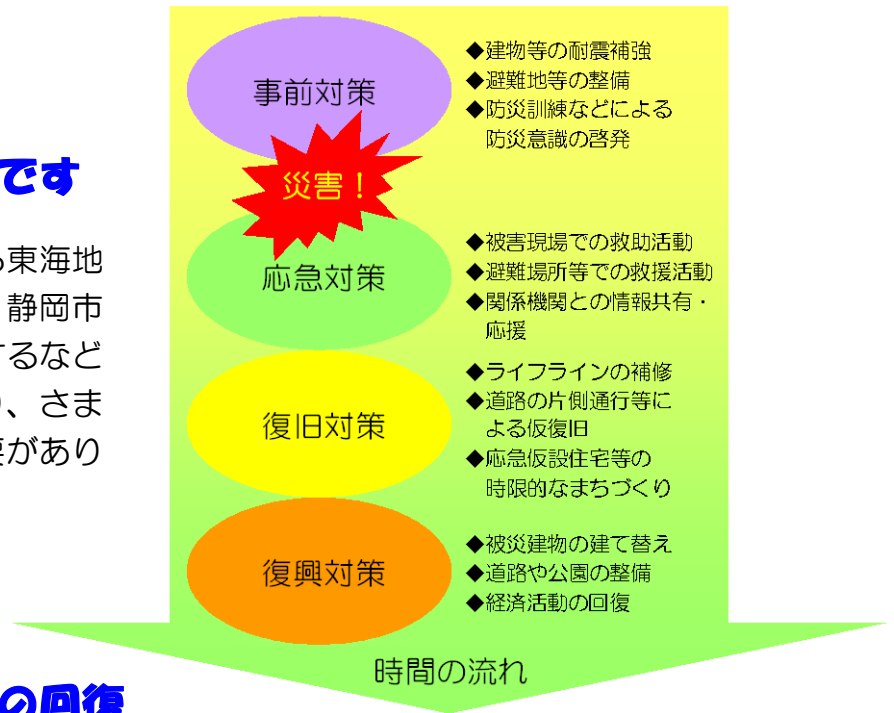 です
る東海地
静岡市
するなど
、さま
要があり
事前対策
◆建物等の耐震補強
◆避難地等の整備
◆防災訓練などによる
防災意識の啓発
災害！
応急対策
◆被害現場での救助活動
◆避難場所等での救援活動
◆関係機関との情報共有・
応援
復旧対策
◆ライフラインの補修
◆道路の片側通行等に
よる仮復旧
◆応急仮設住宅等の
時限的なまちづくり
復興対策
◆被災建物の建て替え
◆道路や公園の整備
◆経済活動の回復
時間の流れ
の回復